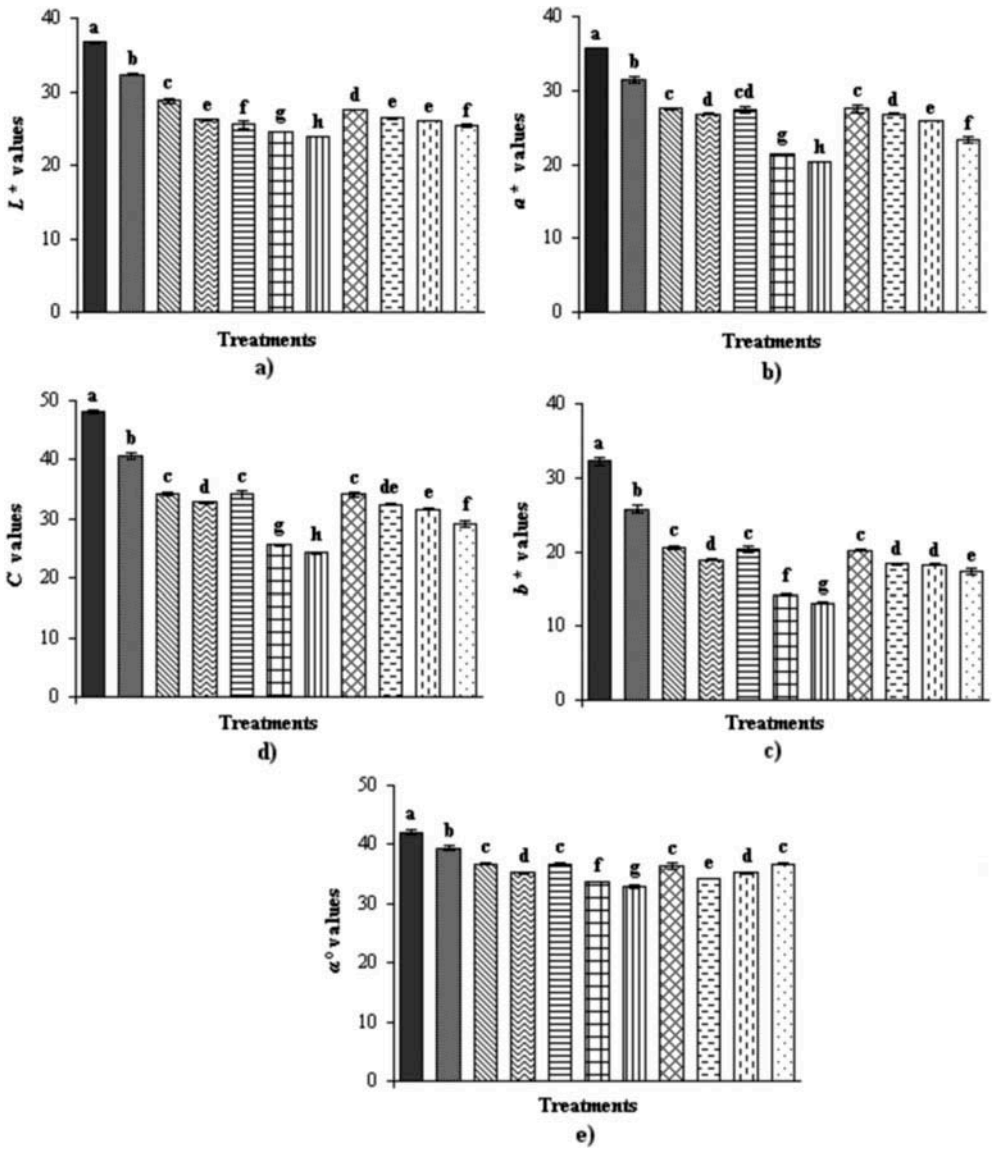 40
30
20
10
0
L* values
a b c e f g h d e e f
Treatments
a)
40
30
20
10
0
a* values
a b c d cd g h c d e f
Treatments
b)
50
40
30
20
10
0
C values
a b c d c g h c de e f
Treatments
d)
40
30
20
10
0
b* values
a b c d c f g c d d e
Treatments
c)
50
40
30
20
10
0
α° values
a b c d c f g c e d c
Treatments
e)